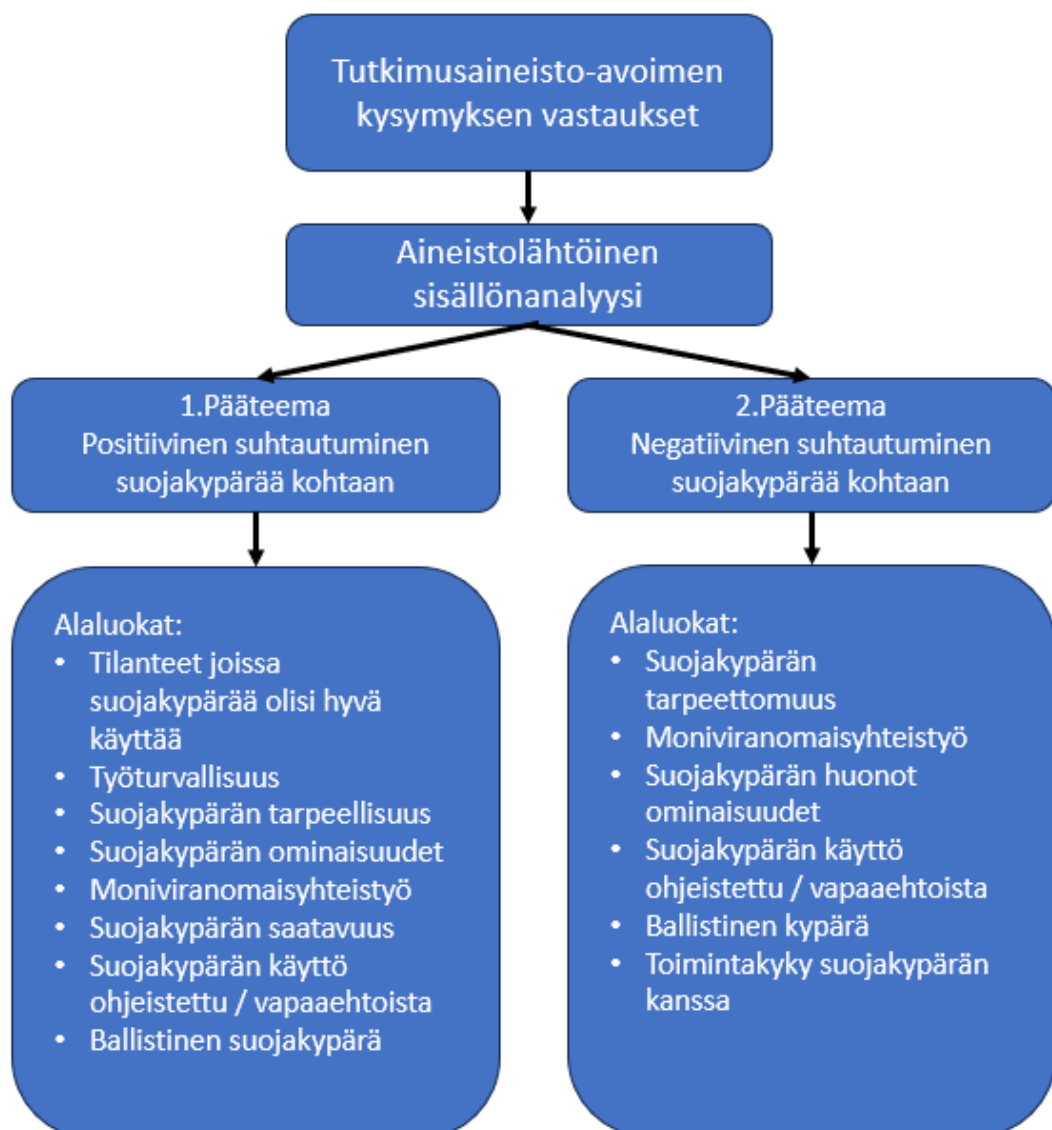 Tutkimusaineisto-avoimen
kysymyksen vastaukset
Aineistolähtöinen
sisällönanalyysi
1.Pääteema
Positiivinen suhtautuminen
suojakypärää kohtaan
2.Pääteema
Negatiivinen suhtautuminen
suojakypärää kohtaan
Alaluokat:
• Tilanteet joissa
suojakypärää olisi hyvä
käyttää
• Työturvallisuus
• Suojakypärän tarpeellisuus
• Suojakypärän ominaisuudet
• Moniviranomaisyhteistyö
• Suojakypärän saatavuus
• Suojakypärän käyttö
ohjeistettu / vapaaehtoista
• Ballistinen suojakypärä
Alaluokat:
• Suojakypärän
tarpeettomuus
• Moniviranomaisyhteistyö
• Suojakypärän huonot
ominaisuudet
• Suojakypärän käyttö
ohjeistettu / vapaaehtoista
• Ballistinen kypärä
• Toimintakyky suojakypärän
kanssa